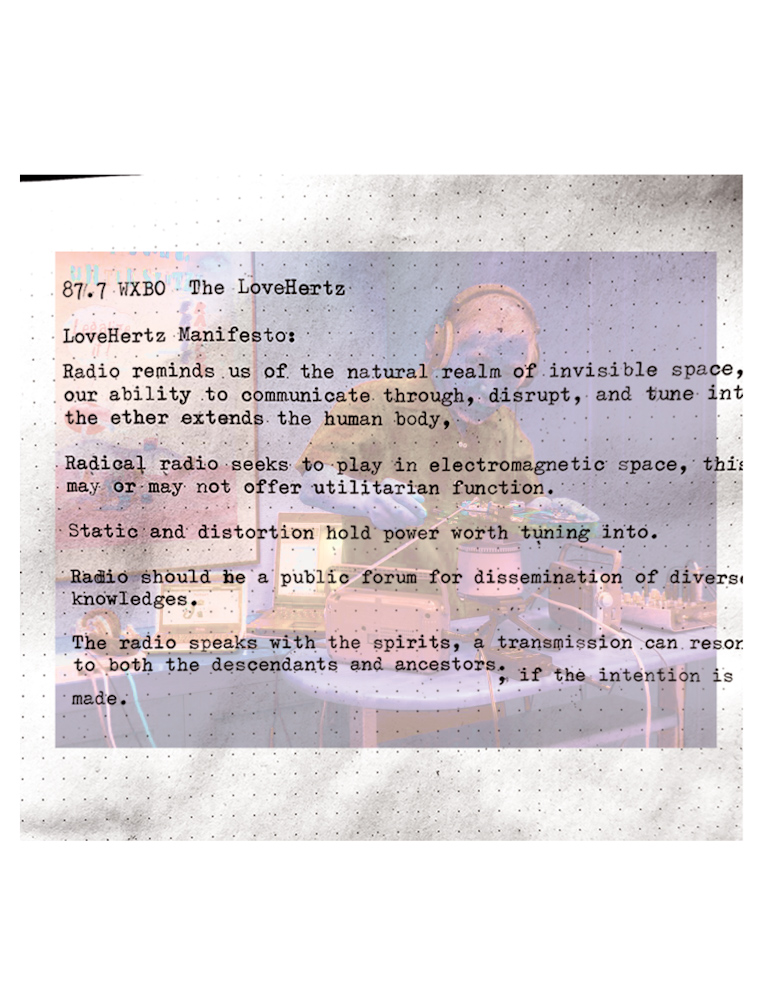 87.7 WXBO The LoveHertz
LoveHertz Manifesto:
Radio reminds us of the natural realm of invisible space,
our ability to communicate through, disrupt, and tune int
the ether extends the human body,
Radical radio seeks to play in electromagnetic space, this
may or may not offer utilitarian function.
Static and distortion hold power worth tuning into.
Radio should be a public forum for dissemination of diverse
knowledges.
The radio speaks with the spirits, a transmission can reson
to both the descendants and ancestors.
, if the intention is
made.